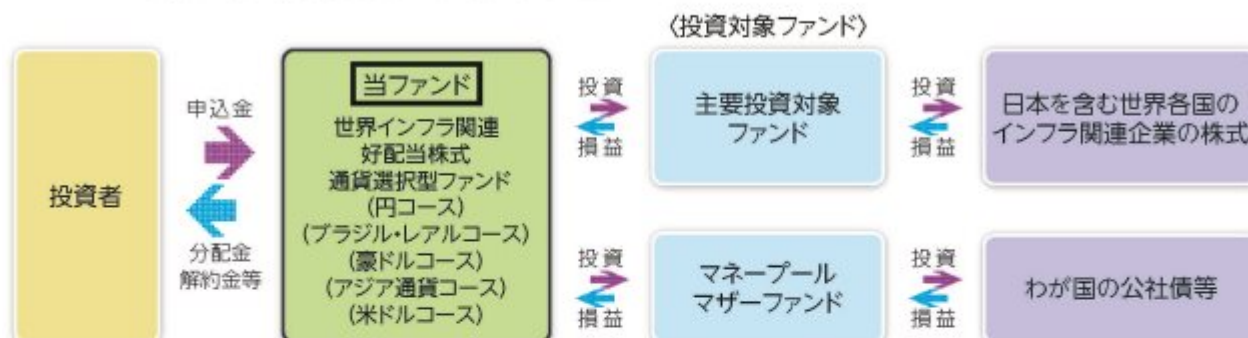 〈投資対象ファンド〉
投資者
申込金
分配金
解約金等
当ファンド
世界インフラ関連
好配当株式
通貨選択型ファンド
(円コース)
(ブラジル・レアルコース)
(豪ドルコース)
(アジア通貨コース)
(米ドルコース)
投資
損益
主要投資対象
ファンド
投資
損益
日本を含む世界各国の
インフラ関連企業の株式
投資
損益
マネープール
マザーファンド
投資
損益
わが国の公社債等